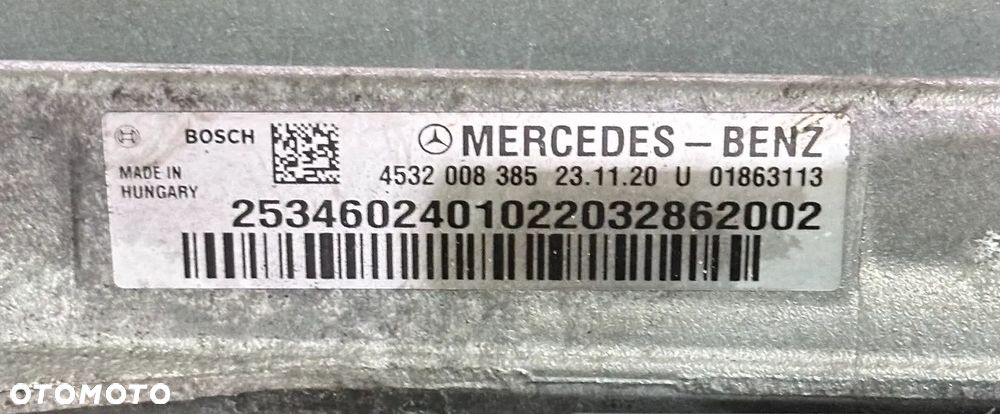 BOSCH MERCEDES-BENZ
MADE IN
HUNGARY
4532 008 385 23.11.20 U 01863113
2534602401022032862002
OTOMOTO